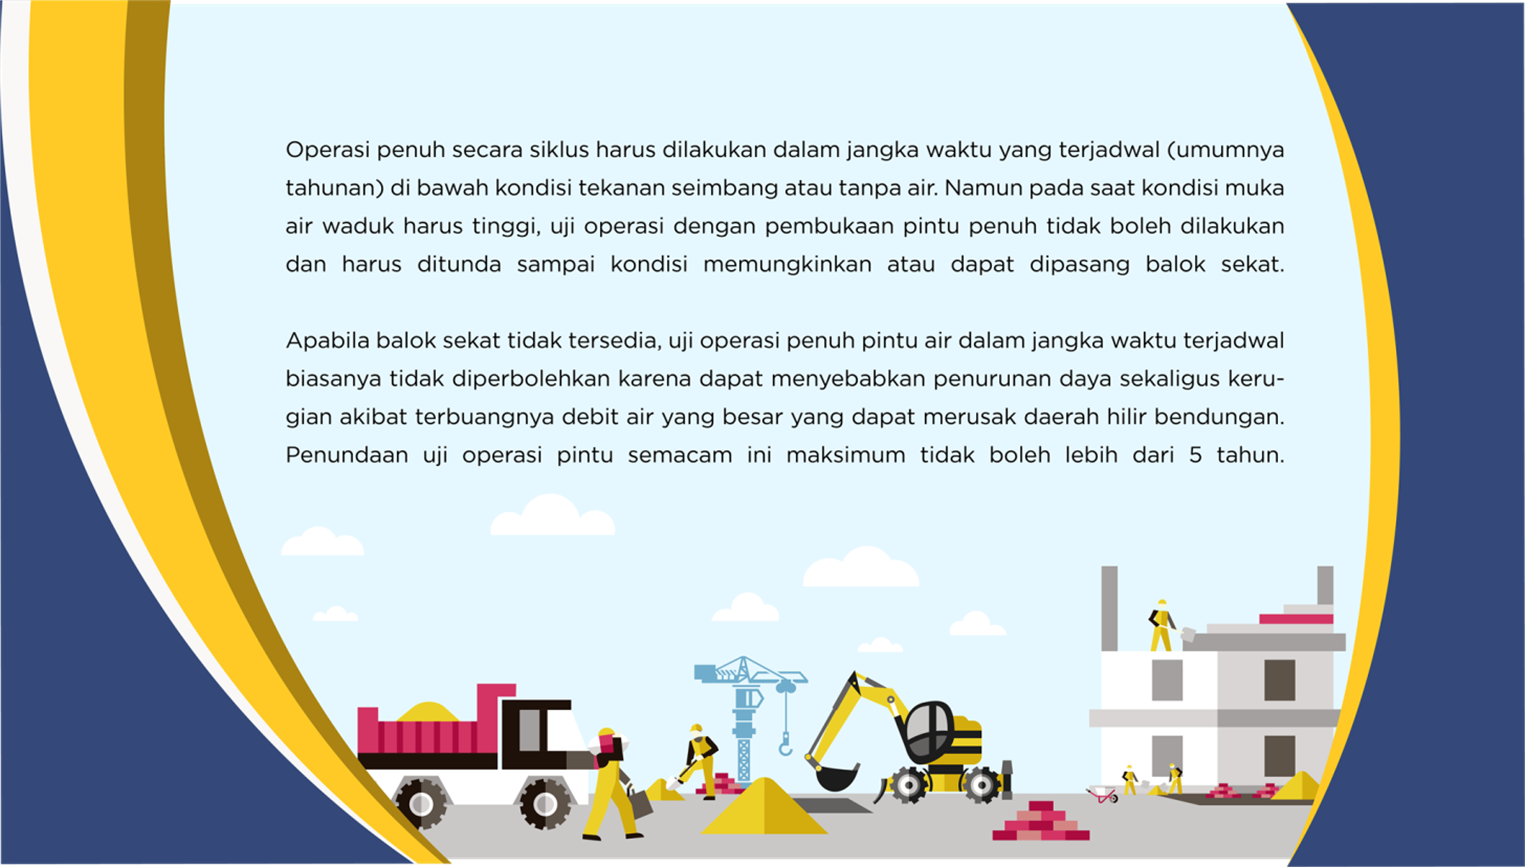 Operasi penuh secara siklus harus dilakukan dalam jangka waktu yang terjadwal (umumnya
tahunan) di bawah kondisi tekanan seimbang atau tanpa air. Namun pada saat kondisi muka
air waduk harus tinggi, uji operasi dengan pembukaan pintu penuh tidak boleh dilakukan
dan harus ditunda sampai kondisi memungkinkan atau dapat dipasang balok sekat.
Apabila balok sekat tidak tersedia, uji operasi penuh pintu air dalam jangka waktu terjadwal
biasanya tidak diperbolehkan karena dapat menyebabkan penurunan daya sekaligus keru-
gian akibat terbuangnya debit air yang besar yang dapat merusak daerah hilir bendungan.
Penundaan uji operasi pintu semacam ini maksimum tidak boleh lebih dari 5 tahun.